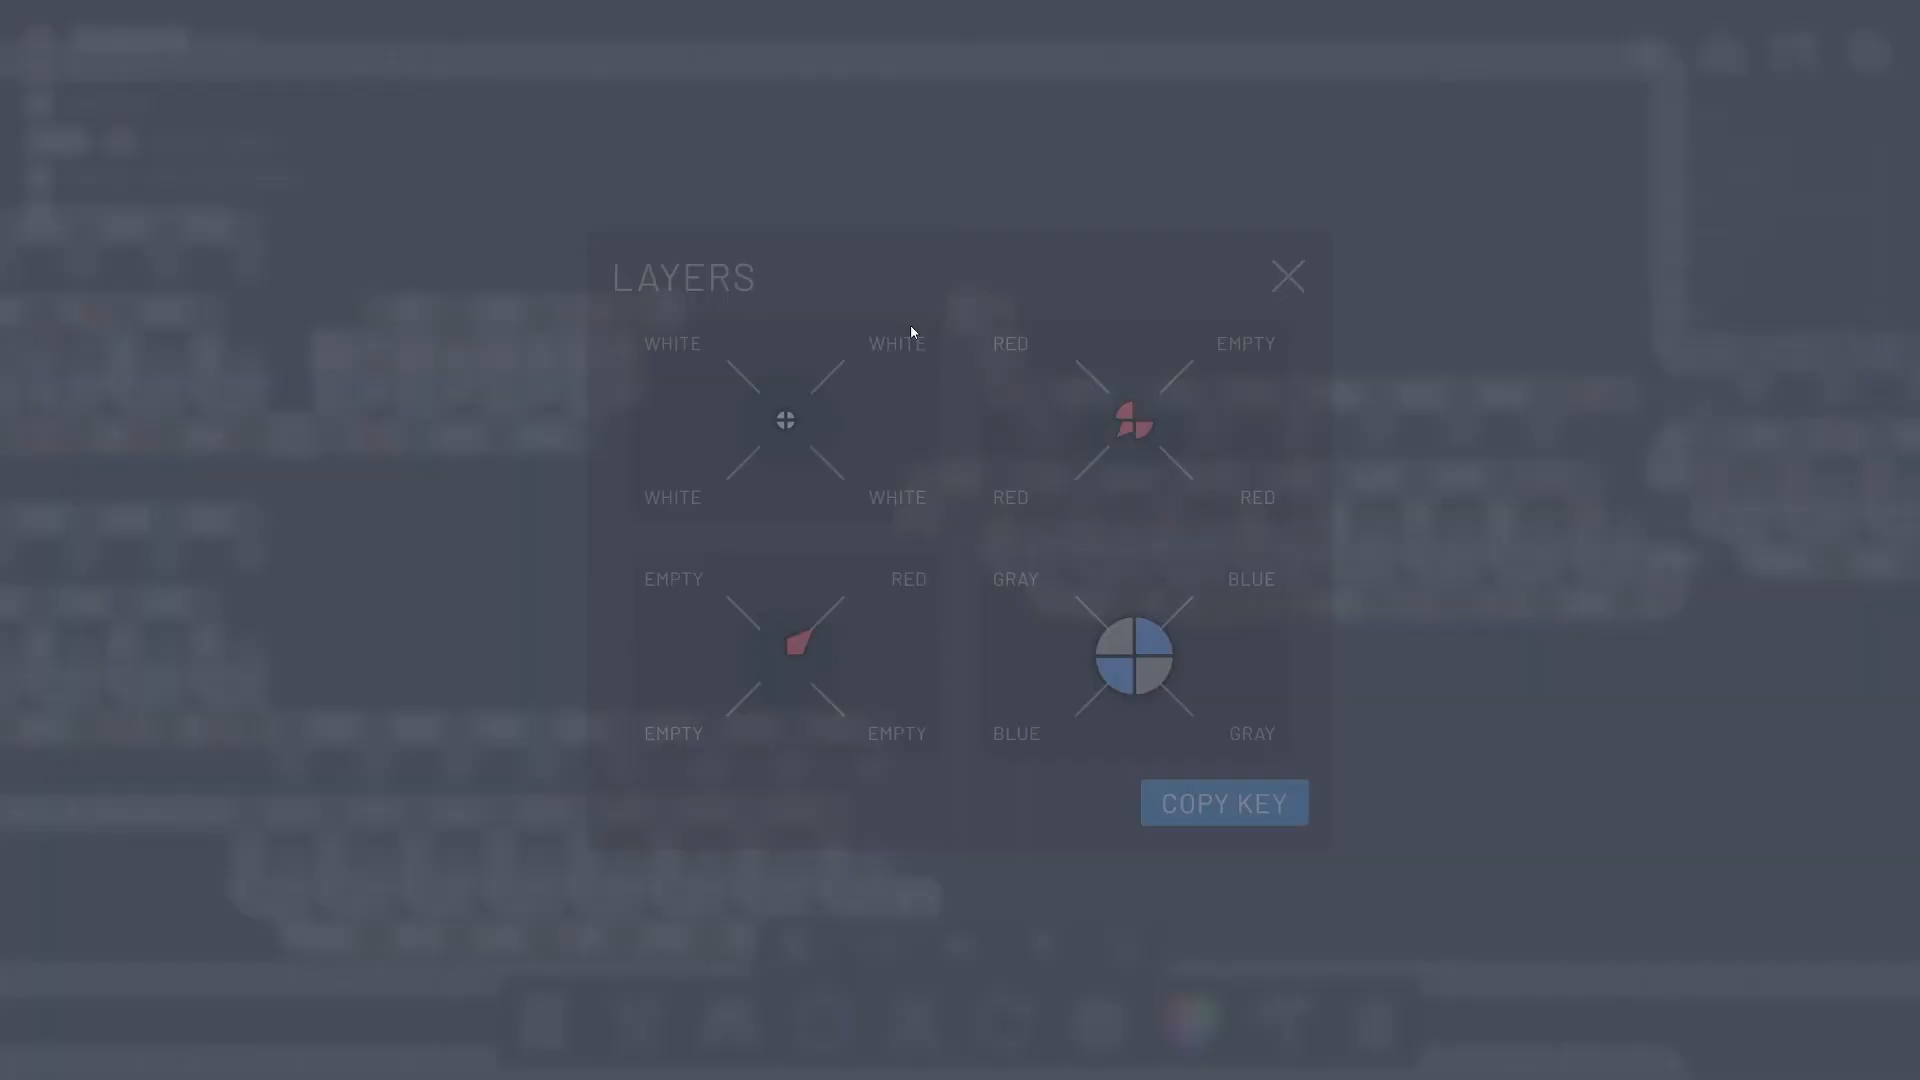 LAYERS
WHITE WHITE
WHITE WHITE
RED EMPTY
RED RED
EMPTY RED
EMPTY EMPTY
GRAY BLUE
BLUE GRAY
COPY KEY